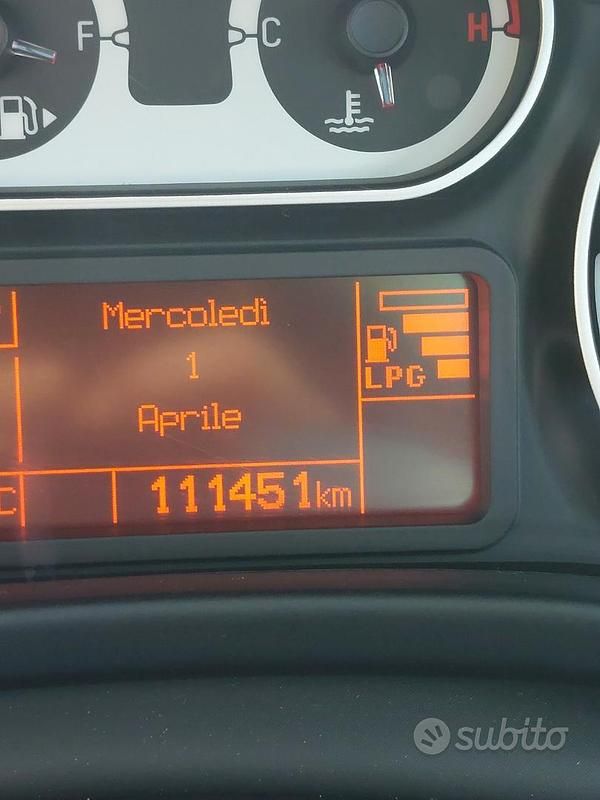 F C H
Mercoledì
1
Aprile
LPG
C 111451km
subito